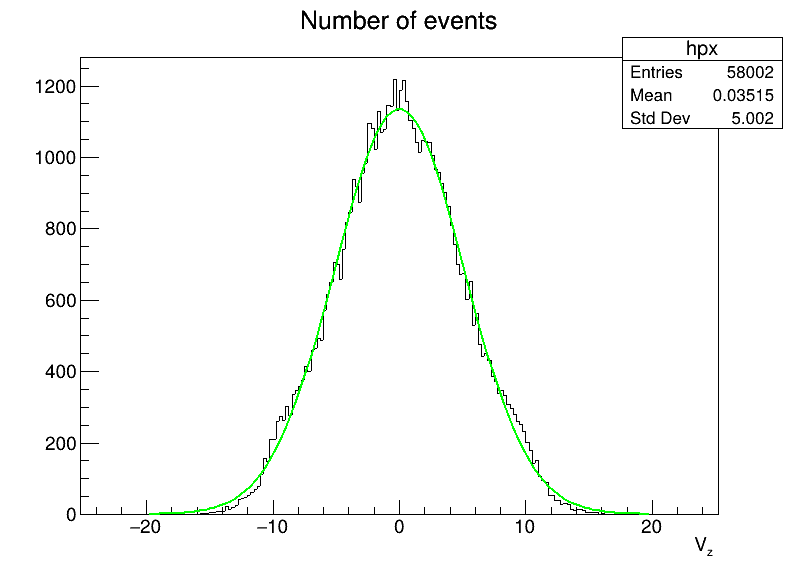 Number of events
hpx
Entries 58002
Mean 0.03515
Std Dev 5.002
1200
1000
800
600
400
200
0
−20 −10 0 10 20
V_z